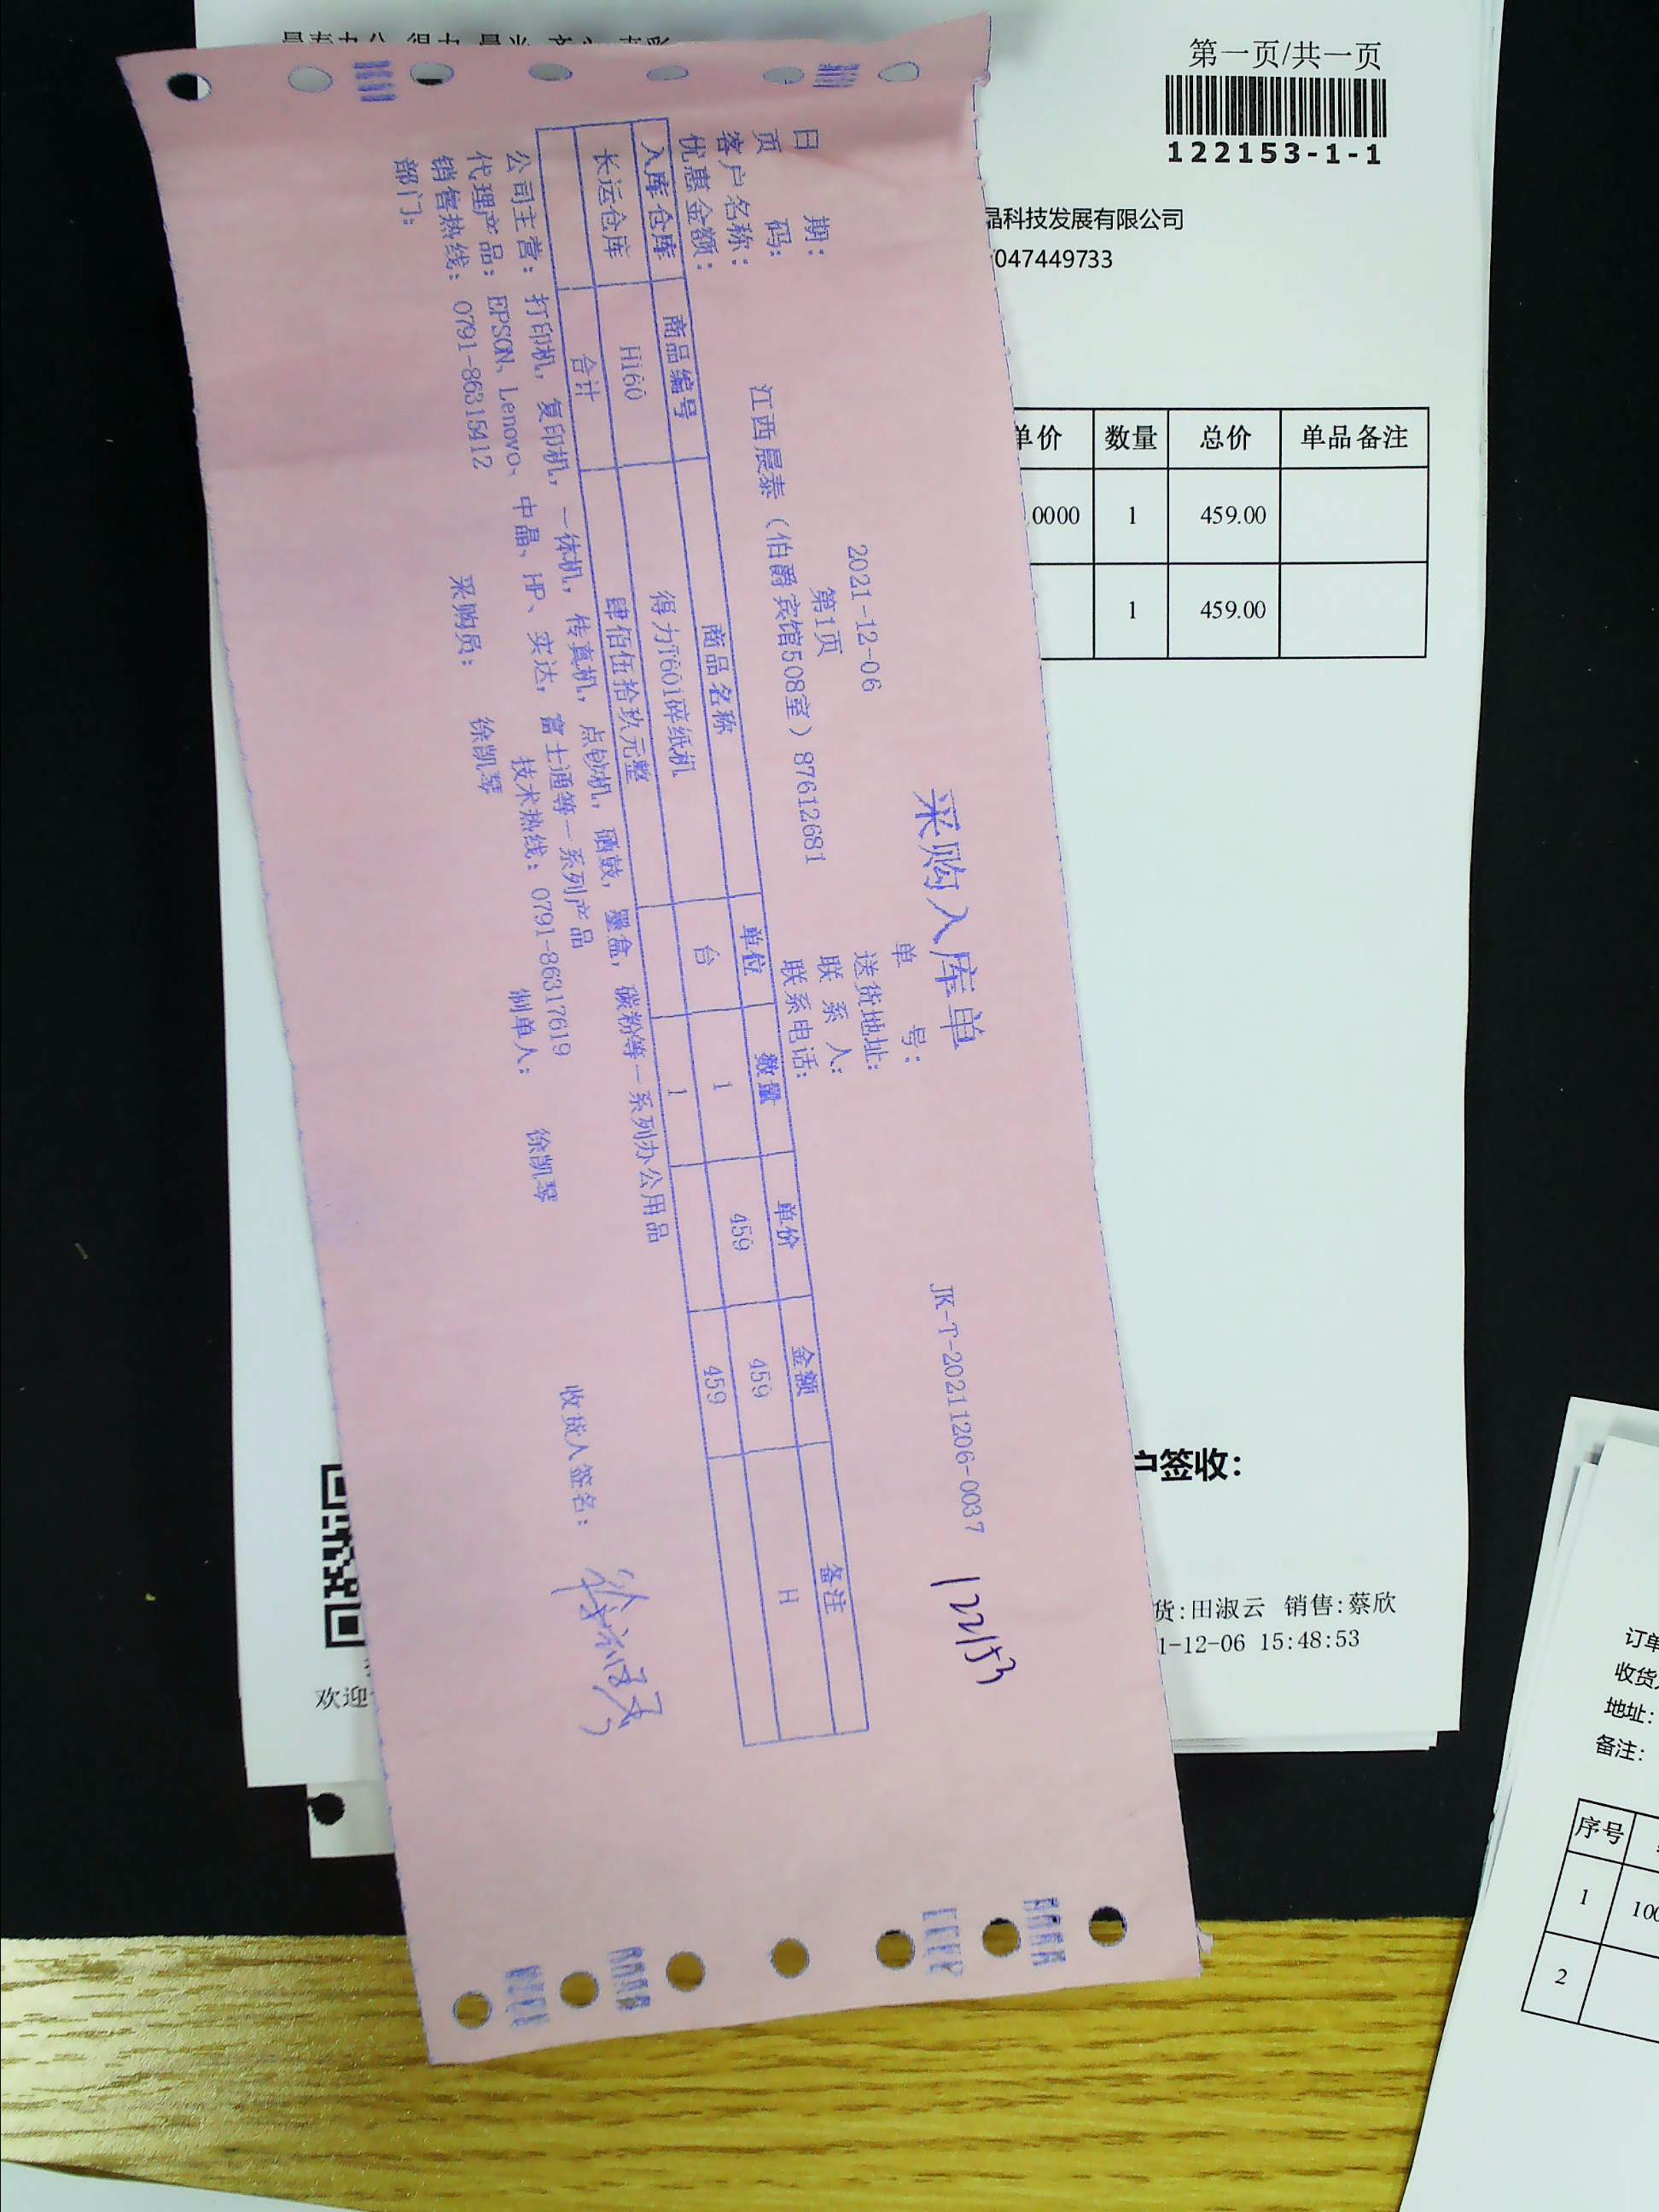 采购入库单
日 期: 2021-12-06 单 号: JK-T-20211206-0037 122153
页 码: 第1页 送货地址:
客户名称: 江西晨泰（伯爵宾馆508室）87612681 联 系 人:
优惠金额: 联系电话:
入库仓库 商品编号 商品名称 单位 数量 单价 金额 备注
长运仓库 Hi60 得力T601碎纸机 台 1 459 459 H
合计 肆佰伍拾玖元整 1 459
公司主营: 打印机, 复印机, 一体机, 传真机, 点钞机, 硒鼓, 墨盒, 碳粉等一系列办公用品
代理产品: EPSON、Lenovo、中晶、HP、实达, 富士通等一系列产品
销售热线: 0791-86315412 技术热线: 0791-86317619
部门: 采购员: 徐凯琴 制单人: 徐凯琴 收货人签名:
第一页/共一页
122153-1-1
晶科技发展有限公司
047449733
单价 数量 总价 单品备注
0000 1 459.00
1 459.00
户签收:
货:田淑云 销售:蔡欣
1-12-06 15:48:53
欢迎
订单
收货
地址:
备注:
序号
1 100
2